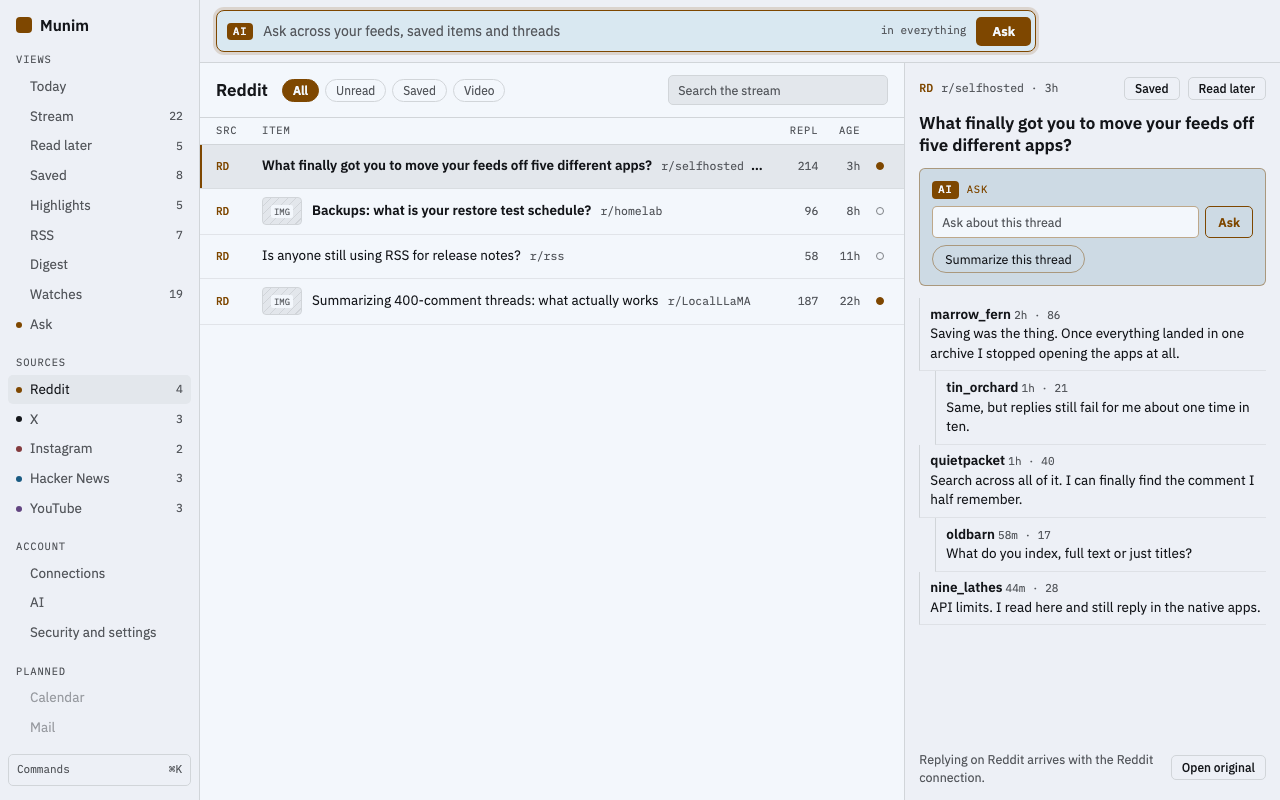 Munim
VIEWS
Today
Stream 22
Read later 5
Saved 8
Highlights 5
RSS 7
Digest
Watches 19
Ask
SOURCES
Reddit 4
X 3
Instagram 2
Hacker News 3
YouTube 3
ACCOUNT
Connections
AI
Security and settings
PLANNED
Calendar
Mail
Commands ⌘K
AI Ask across your feeds, saved items and threads in everything Ask
Reddit All Unread Saved Video Search the stream
SRC ITEM REPL AGE
RD What finally got you to move your feeds off five different apps? r/selfhosted ... 214 3h
RD IMG Backups: what is your restore test schedule? r/homelab 96 8h
RD Is anyone still using RSS for release notes? r/rss 58 11h
RD IMG Summarizing 400-comment threads: what actually works r/LocalLLaMA 187 22h
RD r/selfhosted · 3h Saved Read later
What finally got you to move your feeds off
five different apps?
AI ASK
Ask about this thread Ask
Summarize this thread
marrow_fern 2h · 86
Saving was the thing. Once everything landed in one
archive I stopped opening the apps at all.
tin_orchard 1h · 21
Same, but replies still fail for me about one time in
ten.
quietpacket 1h · 40
Search across all of it. I can finally find the comment I
half remember.
oldbarn 58m · 17
What do you index, full text or just titles?
nine_lathes 44m · 28
API limits. I read here and still reply in the native apps.
Replying on Reddit arrives with the Reddit
connection.
Open original